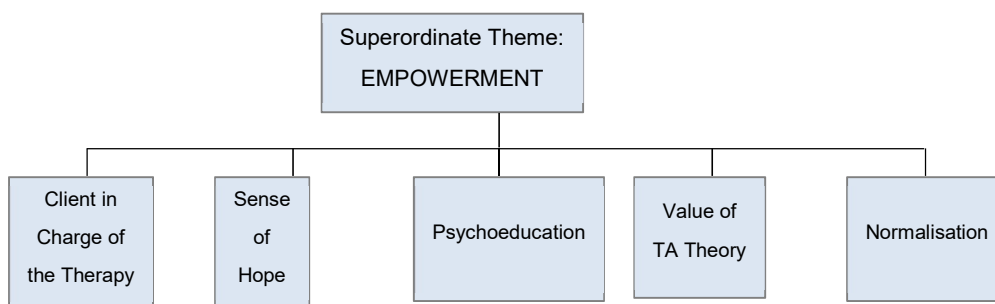 Superordinate Theme:
EMPOWERMENT
Client in
Charge of
the Therapy
Sense
of
Hope
Psychoeducation
Value of
TA Theory
Normalisation